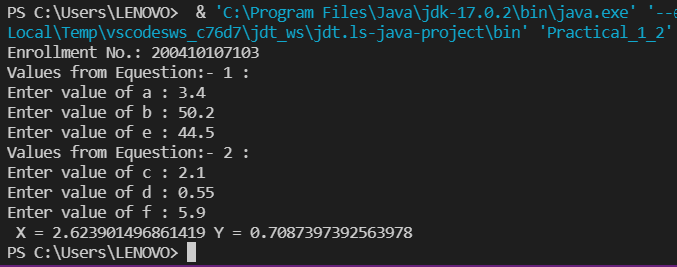 PS C:\Users\LENOVO>  & 'C:\Program Files\Java\jdk-17.0.2\bin\java.exe' '--
Local\Temp\vscodesws_c76d7\jdt_ws\jdt.ls-java-project\bin' 'Practical_1_2'
Enrollment No.: 200410107103
Values from Equestion:- 1 :
Enter value of a : 3.4
Enter value of b : 50.2
Enter value of e : 44.5
Values from Equestion:- 2 :
Enter value of c : 2.1
Enter value of d : 0.55
Enter value of f : 5.9
 X = 2.623901496861419 Y = 0.7087397392563978
PS C:\Users\LENOVO>